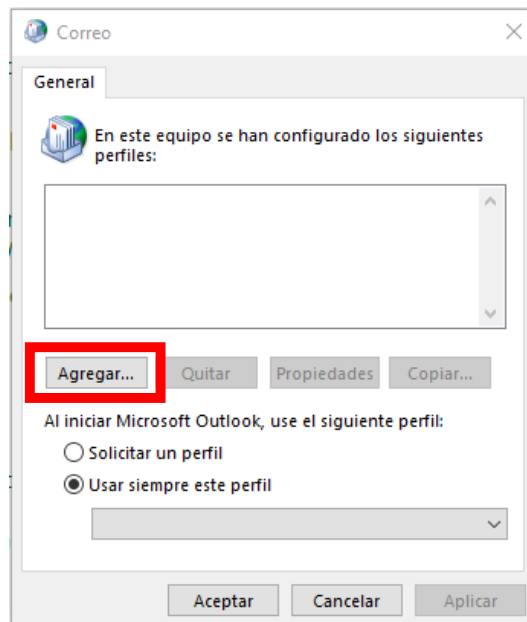 Correo
General
En este equipo se han configurado los siguientes
perfiles:
Agregar... Quitar Propiedades Copiar...
Al iniciar Microsoft Outlook, use el siguiente perfil:
Solicitar un perfil
Usar siempre este perfil
Aceptar Cancelar Aplicar